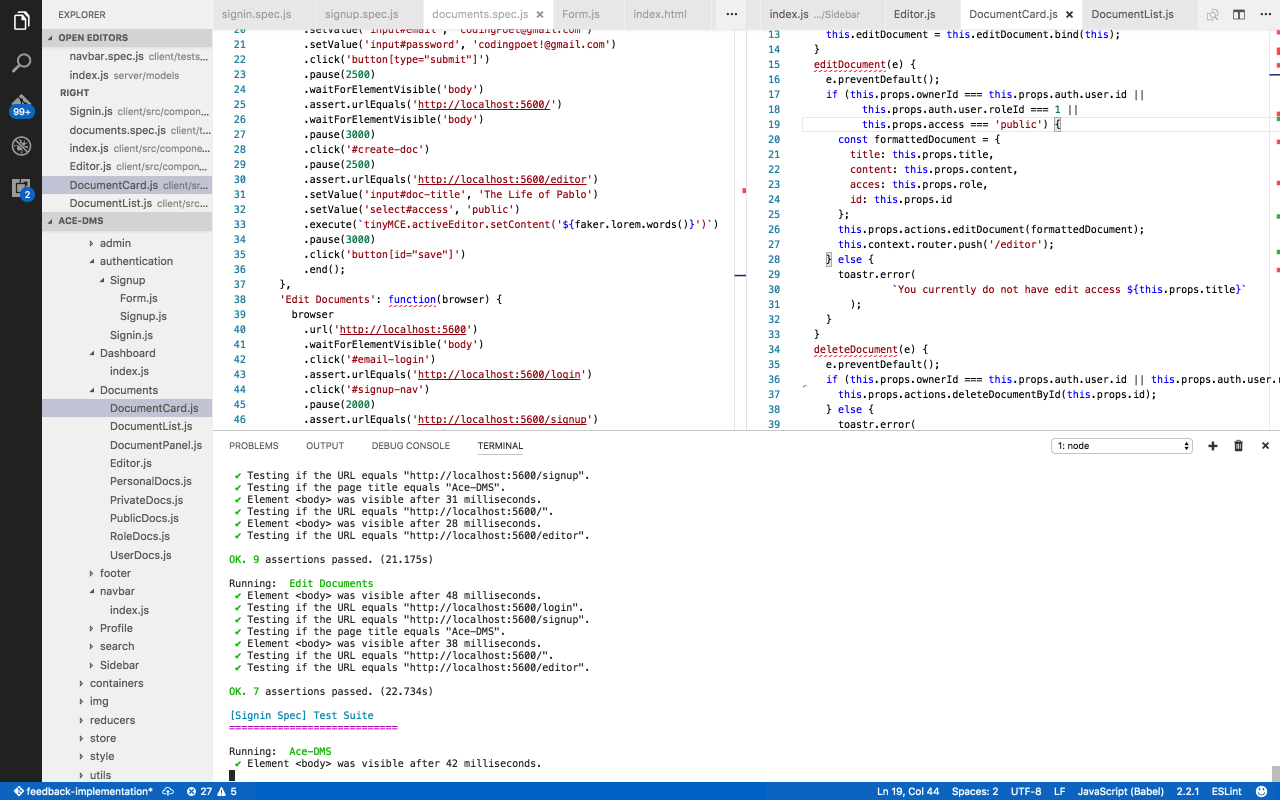 EXPLORER
OPEN EDITORS
navbar.spec.js client/tests...
index.js server/models
RIGHT
Signin.js client/src/compon...
documents.spec.js client/t...
index.js client/src/compone...
Editor.js client/src/compon...
DocumentCard.js client/sr...
DocumentList.js client/src...
ACE-DMS
admin
authentication
Signup
Form.js
Signup.js
Signin.js
Dashboard
index.js
Documents
DocumentCard.js
DocumentList.js
DocumentPanel.js
Editor.js
PersonalDocs.js
PrivateDocs.js
PublicDocs.js
RoleDocs.js
UserDocs.js
footer
navbar
index.js
Profile
search
Sidebar
containers
img
reducers
store
style
utils
99+
2
signin.spec.js signup.spec.js documents.spec.js Form.js index.html
20 .setValue('input#email', 'CodingPoet@gmail.com')
21 .setValue('input#password', 'codingpoet!@gmail.com')
22 .click('button[type="submit"]')
23 .pause(2500)
24 .waitForElementVisible('body')
25 .assert.urlEquals('http://localhost:5600/')
26 .waitForElementVisible('body')
27 .pause(3000)
28 .click('#create-doc')
29 .pause(2500)
30 .assert.urlEquals('http://localhost:5600/editor')
31 .setValue('input#doc-title', 'The Life of Pablo')
32 .setValue('select#access', 'public')
33 .execute(`tinyMCE.activeEditor.setContent('${faker.lorem.words()}')`)
34 .pause(3000)
35 .click('button[id="save"]')
36 .end();
37 },
38 'Edit Documents': function(browser) {
39 browser
40 .url('http://localhost:5600')
41 .waitForElementVisible('body')
42 .click('#email-login')
43 .assert.urlEquals('http://localhost:5600/login')
44 .click('#signup-nav')
45 .pause(2000)
46 .assert.urlEquals('http://localhost:5600/signup')
index.js .../Sidebar Editor.js DocumentCard.js DocumentList.js
13 this.editDocument = this.editDocument.bind(this);
14 }
15 editDocument(e) {
16 e.preventDefault();
17 if (this.props.ownerId === this.props.auth.user.id ||
18 this.props.auth.user.roleId === 1 ||
19 this.props.access === 'public') {
20 const formattedDocument = {
21 title: this.props.title,
22 content: this.props.content,
23 acces: this.props.role,
24 id: this.props.id
25 };
26 this.props.actions.editDocument(formattedDocument);
27 this.context.router.push('/editor');
28 } else {
29 toastr.error(
30 `You currently do not have edit access ${this.props.title}`
31 );
32 }
33 }
34 deleteDocument(e) {
35 e.preventDefault();
36 if (this.props.ownerId === this.props.auth.user.id || this.props.auth.user.r
37 this.props.actions.deleteDocumentById(this.props.id);
38 } else {
39 toastr.error(
PROBLEMS OUTPUT DEBUG CONSOLE TERMINAL 1: node
✔ Testing if the URL equals "http://localhost:5600/signup".
✔ Testing if the page title equals "Ace-DMS".
✔ Element <body> was visible after 31 milliseconds.
✔ Testing if the URL equals "http://localhost:5600/".
✔ Element <body> was visible after 28 milliseconds.
✔ Testing if the URL equals "http://localhost:5600/editor".
OK. 9 assertions passed. (21.175s)
Running: Edit Documents
✔ Element <body> was visible after 48 milliseconds.
✔ Testing if the URL equals "http://localhost:5600/login".
✔ Testing if the URL equals "http://localhost:5600/signup".
✔ Testing if the page title equals "Ace-DMS".
✔ Element <body> was visible after 38 milliseconds.
✔ Testing if the URL equals "http://localhost:5600/".
✔ Testing if the URL equals "http://localhost:5600/editor".
OK. 7 assertions passed. (22.734s)
[Signin Spec] Test Suite
============================
Running: Ace-DMS
✔ Element <body> was visible after 42 milliseconds.
feedback-implementation* 27 5 Ln 19, Col 44 Spaces: 2 UTF-8 LF JavaScript (Babel) 2.2.1 ESLint